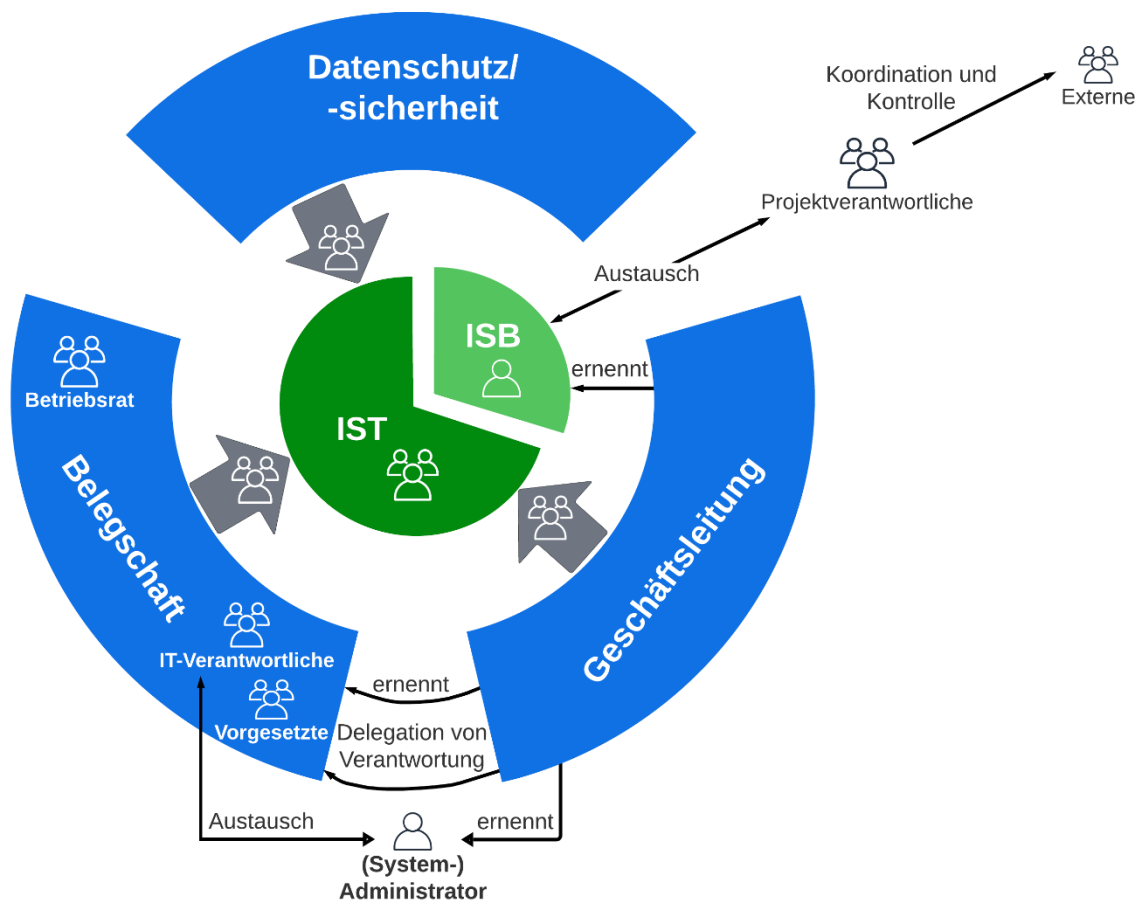 Datenschutz/
-sicherheit
Koordination und
Kontrolle
Externe
Projektverantwortliche
Austausch
ISB
ernennt
IST
Betriebsrat
Belegschaft
Geschäftsleitung
IT-Verantwortliche
Vorgesetzte
ernennt
Delegation von
Verantwortung
Austausch
ernennt
(System-)
Administrator